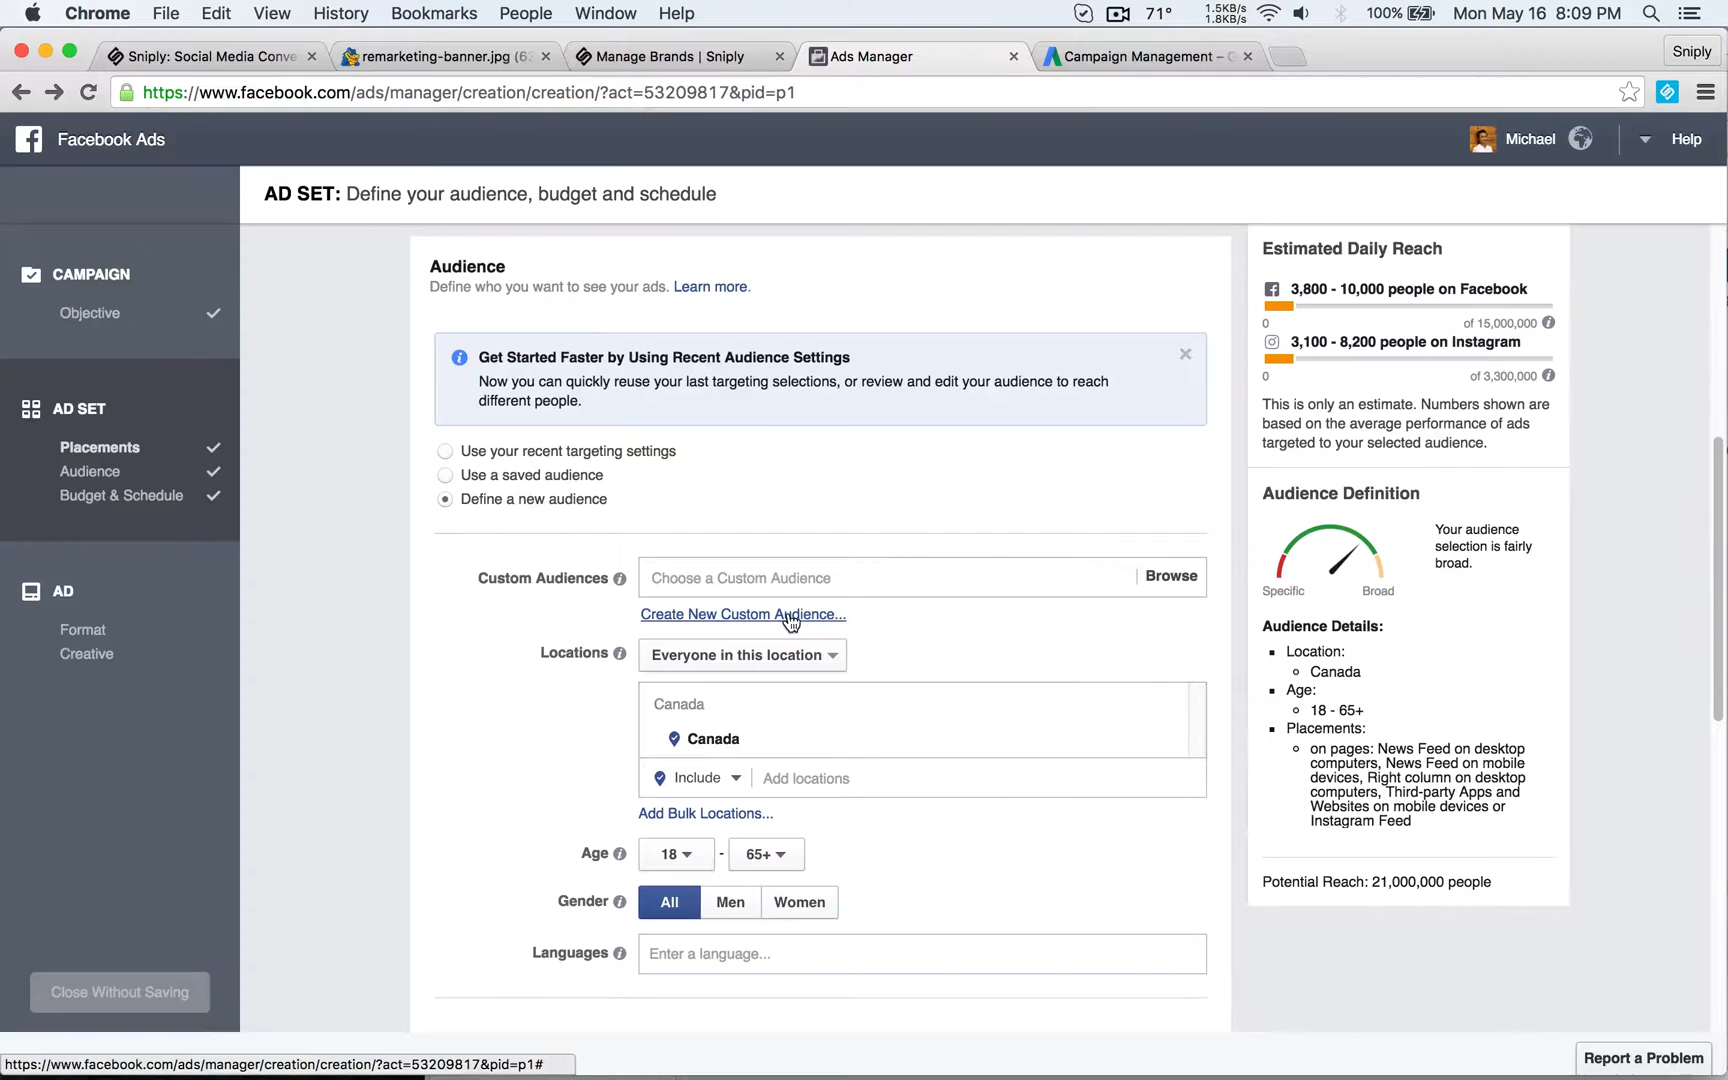 Chrome File Edit View History Bookmarks People Window Help 71° 1.5KB/s 1.8KB/s 100% Mon May 16 8:09 PM
Sniply: Social Media Conve remarketing-banner.jpg (63 Manage Brands | Sniply Ads Manager Campaign Management – G Sniply
https://www.facebook.com/ads/manager/creation/creation/?act=53209817&pid=p1
Facebook Ads Michael Help
AD SET: Define your audience, budget and schedule
CAMPAIGN
Objective
AD SET
Placements
Audience
Budget & Schedule
AD
Format
Creative
Close Without Saving
Audience
Define who you want to see your ads. Learn more.
Get Started Faster by Using Recent Audience Settings
Now you can quickly reuse your last targeting selections, or review and edit your audience to reach
different people.
Use your recent targeting settings
Use a saved audience
Define a new audience
Custom Audiences Choose a Custom Audience Browse
Create New Custom Audience...
Locations Everyone in this location
Canada
Canada
Include Add locations
Add Bulk Locations...
Age 18 - 65+
Gender All Men Women
Languages Enter a language...
Estimated Daily Reach
3,800 - 10,000 people on Facebook
0 of 15,000,000
3,100 - 8,200 people on Instagram
0 of 3,300,000
This is only an estimate. Numbers shown are
based on the average performance of ads
targeted to your selected audience.
Audience Definition
Your audience
selection is fairly
broad.
Specific Broad
Audience Details:
Location:
Canada
Age:
18 - 65+
Placements:
on pages: News Feed on desktop
computers, News Feed on mobile
devices, Right column on desktop
computers, Third-party Apps and
Websites on mobile devices or
Instagram Feed
Potential Reach: 21,000,000 people
https://www.facebook.com/ads/manager/creation/creation/?act=53209817&pid=p1#
Report a Problem